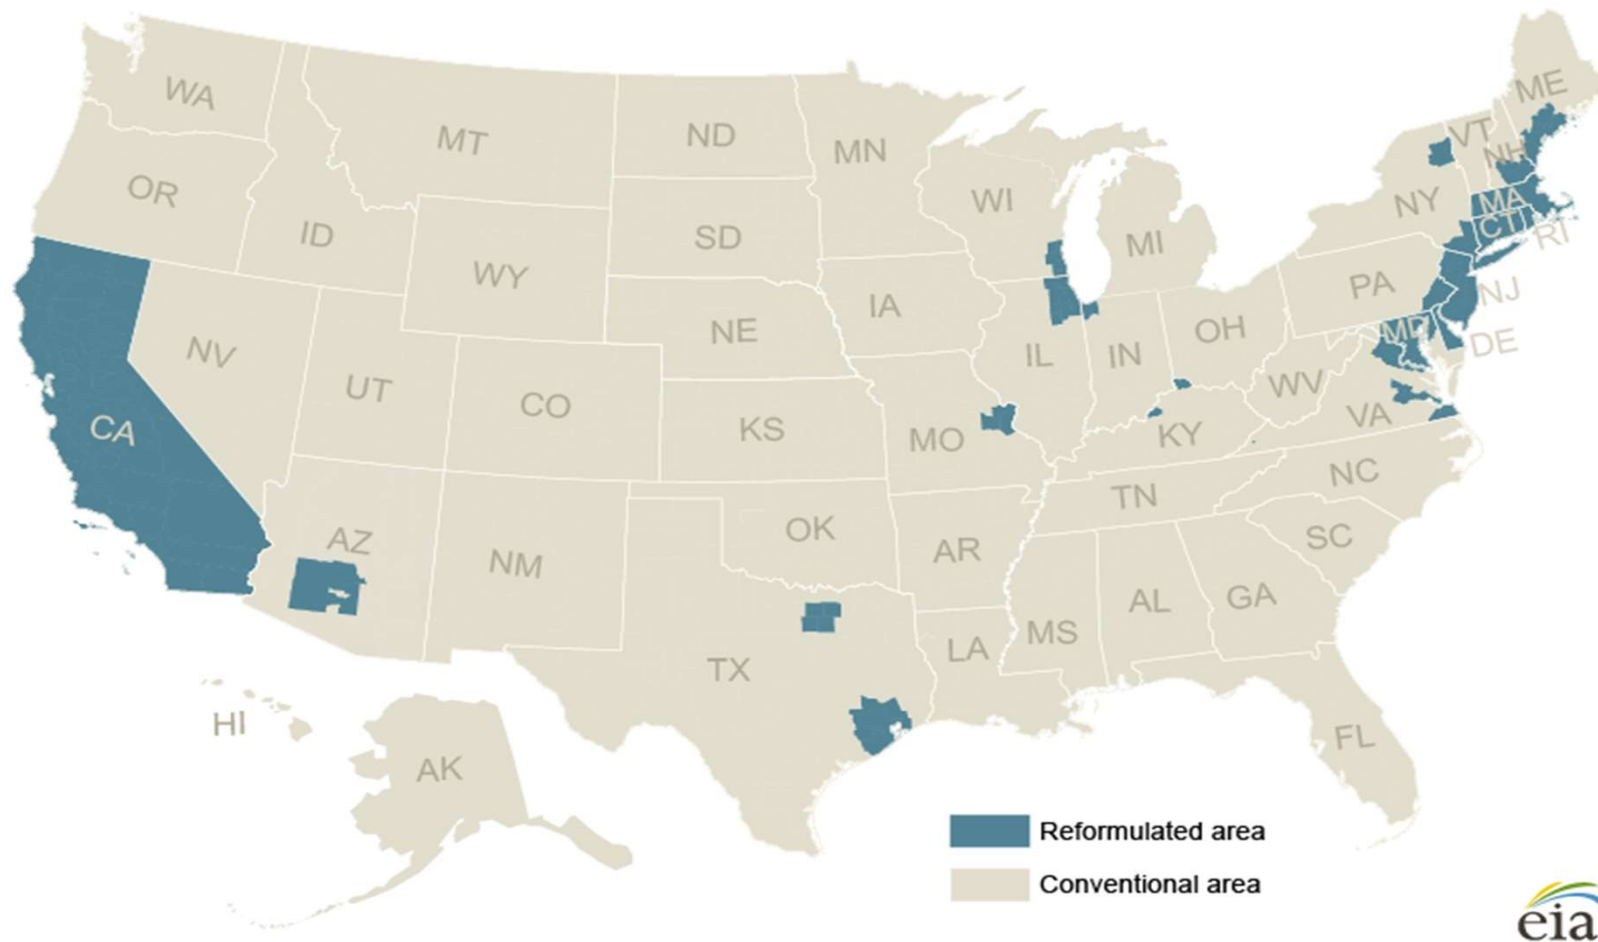 WA
MT
ND
MN
ME
VT
NH
OR
ID
SD
WI
MI
NY
MA
CT
RI
WY
IA
PA
NJ
NV
UT
NE
IL
IN
OH
MD
DE
CA
CO
KS
MO
KY
WV
VA
AZ
NM
OK
AR
TN
NC
SC
TX
LA
MS
AL
GA
FL
HI
AK
Reformulated area
Conventional area
eia